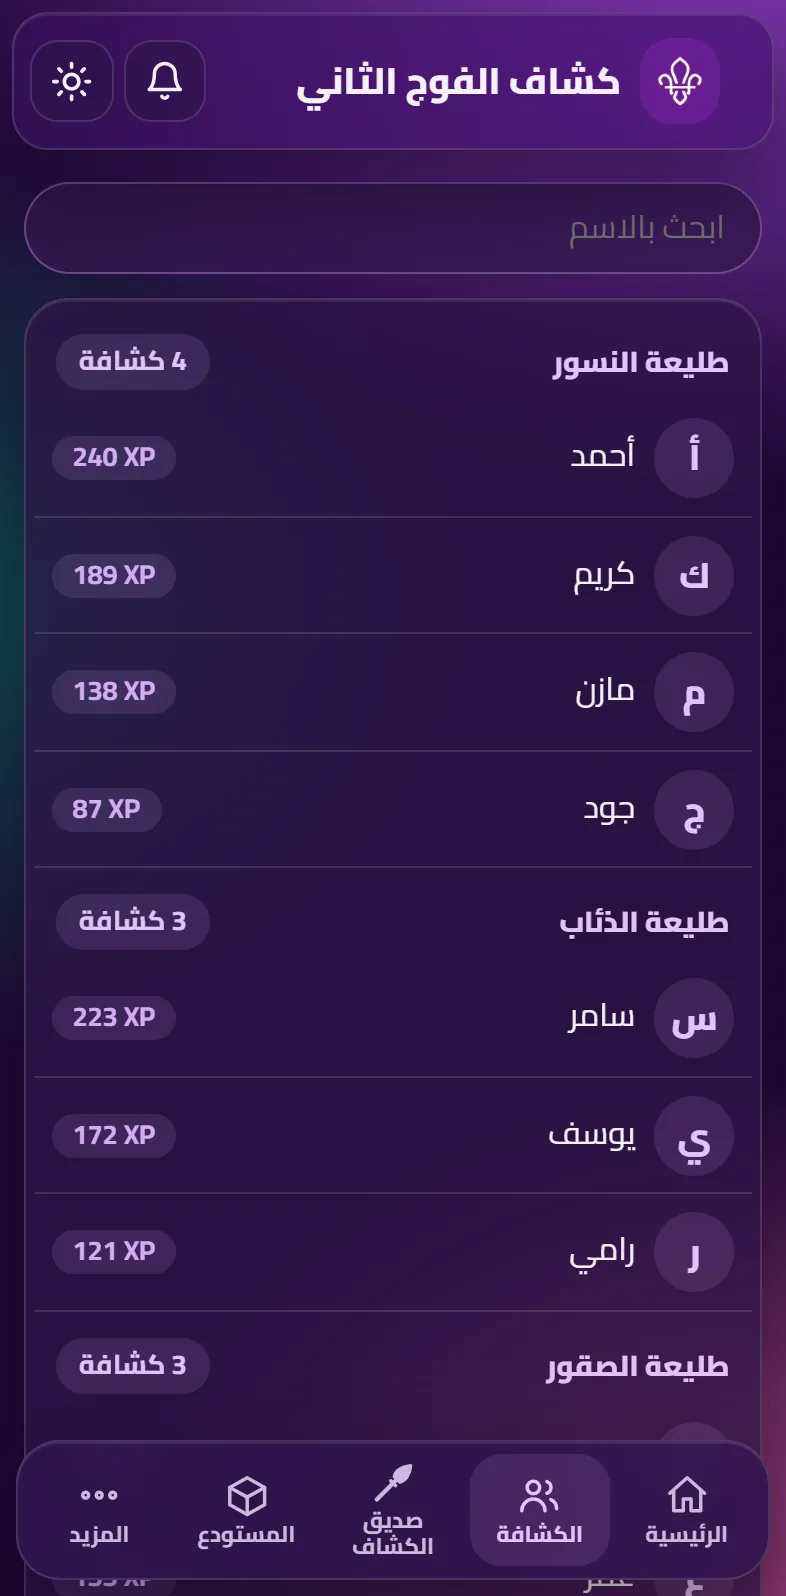 كشاف الفوج الثاني
ابحث بالاسم
طليعة النسور
4 كشافة
أ
أحمد
240 XP
ك
كريم
189 XP
م
مازن
138 XP
ج
جود
87 XP
طليعة الذئاب
3 كشافة
س
سامر
223 XP
ي
يوسف
172 XP
ر
رامي
121 XP
طليعة الصقور
3 كشافة
الرئيسية
الكشافة
صديق
الكشاف
المستودع
المزيد